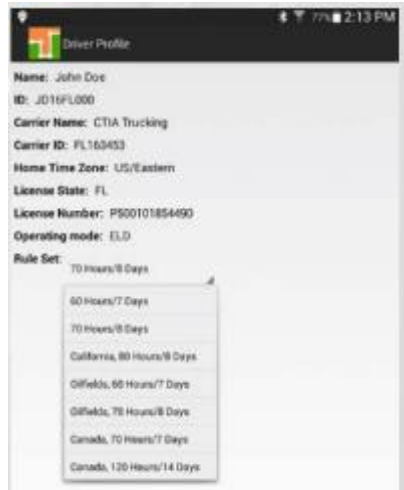 77% 2:13 PM
Driver Profile
Name: John Doe
ID: JD16FL000
Carrier Name: CTIA Trucking
Carrier ID: FL163453
Home Time Zone: US/Eastern
License State: FL
License Number: PS00101854490
Operating mode: ELD
Rule Set:
70 Hours/8 Days
60 Hours/7 Days
70 Hours/8 Days
California, 80 Hours/8 Days
Oilfields, 60 Hours/7 Days
Oilfields, 70 Hours/8 Days
Canada, 70 Hours/7 Days
Canada, 120 Hours/14 Days